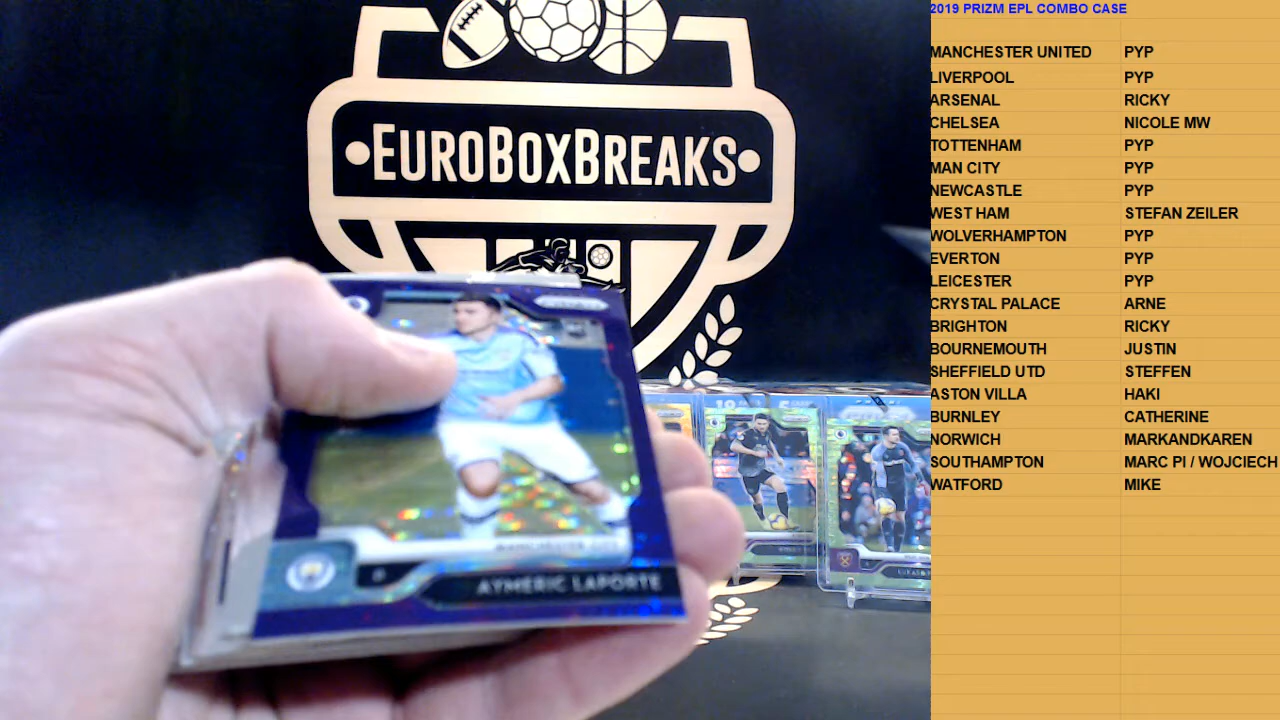 2019 PRIZM EPL COMBO CASE
MANCHESTER UNITED PYP
LIVERPOOL PYP
ARSENAL RICKY
CHELSEA NICOLE MW
TOTTENHAM PYP
MAN CITY PYP
NEWCASTLE PYP
WEST HAM STEFAN ZEILER
WOLVERHAMPTON PYP
EVERTON PYP
LEICESTER PYP
CRYSTAL PALACE ARNE
BRIGHTON RICKY
BOURNEMOUTH JUSTIN
SHEFFIELD UTD STEFFEN
ASTON VILLA HAKI
BURNLEY CATHERINE
NORWICH MARKANDKAREN
SOUTHAMPTON MARC PI / WOJCIECH
WATFORD MIKE
EUROBOXBREAKS
MANCHESTER CITY
AYMERIC LAPORTE